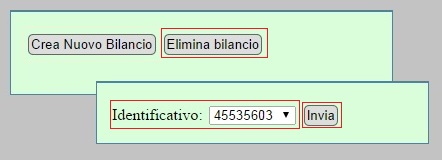 Crea Nuovo Bilancio Elimina bilancio
Identificativo: 45535603 Invia